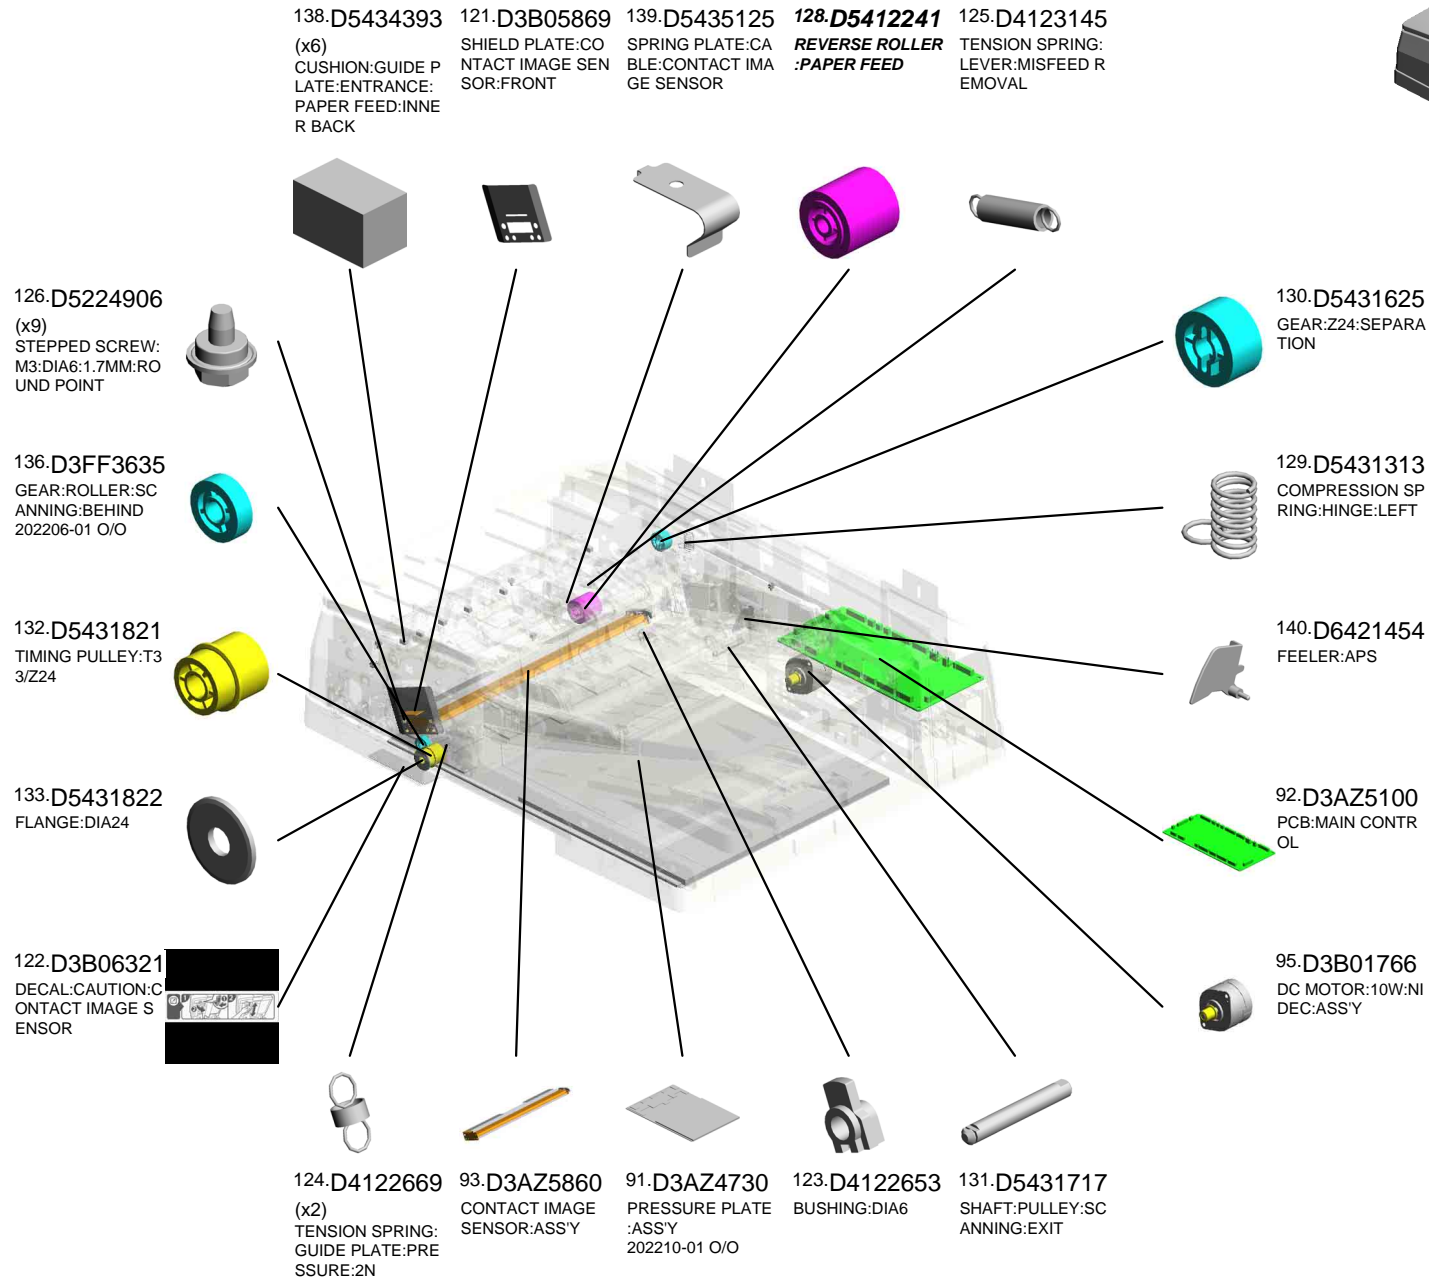 138.D5434393
(x6)
CUSHION:GUIDE P
LATE:ENTRANCE:
PAPER FEED:INNE
R BACK
121.D3B05869
SHIELD PLATE:CO
NTACT IMAGE SEN
SOR:FRONT
139.D5435125
SPRING PLATE:CA
BLE:CONTACT IMA
GE SENSOR
128.D5412241
REVERSE ROLLER
:PAPER FEED
125.D4123145
TENSION SPRING:
LEVER:MISFEED R
EMOVAL
126.D5224906
(x9)
STEPPED SCREW:
M3:DIA6:1.7MM:RO
UND POINT
130.D5431625
GEAR:Z24:SEPARA
TION
136.D3FF3635
GEAR:ROLLER:SC
ANNING:BEHIND
202206-01 O/O
129.D5431313
COMPRESSION SP
RING:HINGE:LEFT
132.D5431821
TIMING PULLEY:T3
3/Z24
140.D6421454
FEELER:APS
133.D5431822
FLANGE:DIA24
92.D3AZ5100
PCB:MAIN CONTR
OL
122.D3B06321
DECAL:CAUTION:C
ONTACT IMAGE S
ENSOR
95.D3B01766
DC MOTOR:10W:NI
DEC:ASS'Y
124.D4122669
(x2)
TENSION SPRING:
GUIDE PLATE:PRE
SSURE:2N
93.D3AZ5860
CONTACT IMAGE
SENSOR:ASS'Y
91.D3AZ4730
PRESSURE PLATE
:ASS'Y
202210-01 O/O
123.D4122653
BUSHING:DIA6
131.D5431717
SHAFT:PULLEY:SC
ANNING:EXIT